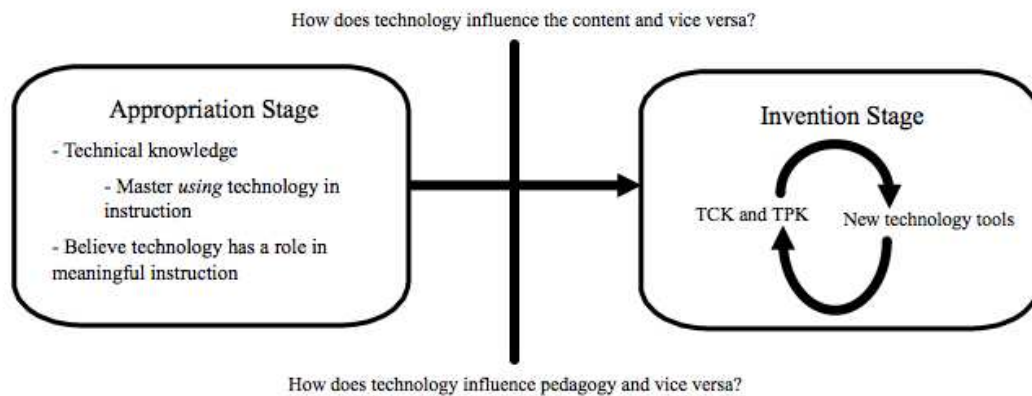 How does technology influence the content and vice versa?
Appropriation Stage
- Technical knowledge
- Master using technology in
instruction
- Believe technology has a role in
meaningful instruction
Invention Stage
TCK and TPK
New technology tools
How does technology influence pedagogy and vice versa?